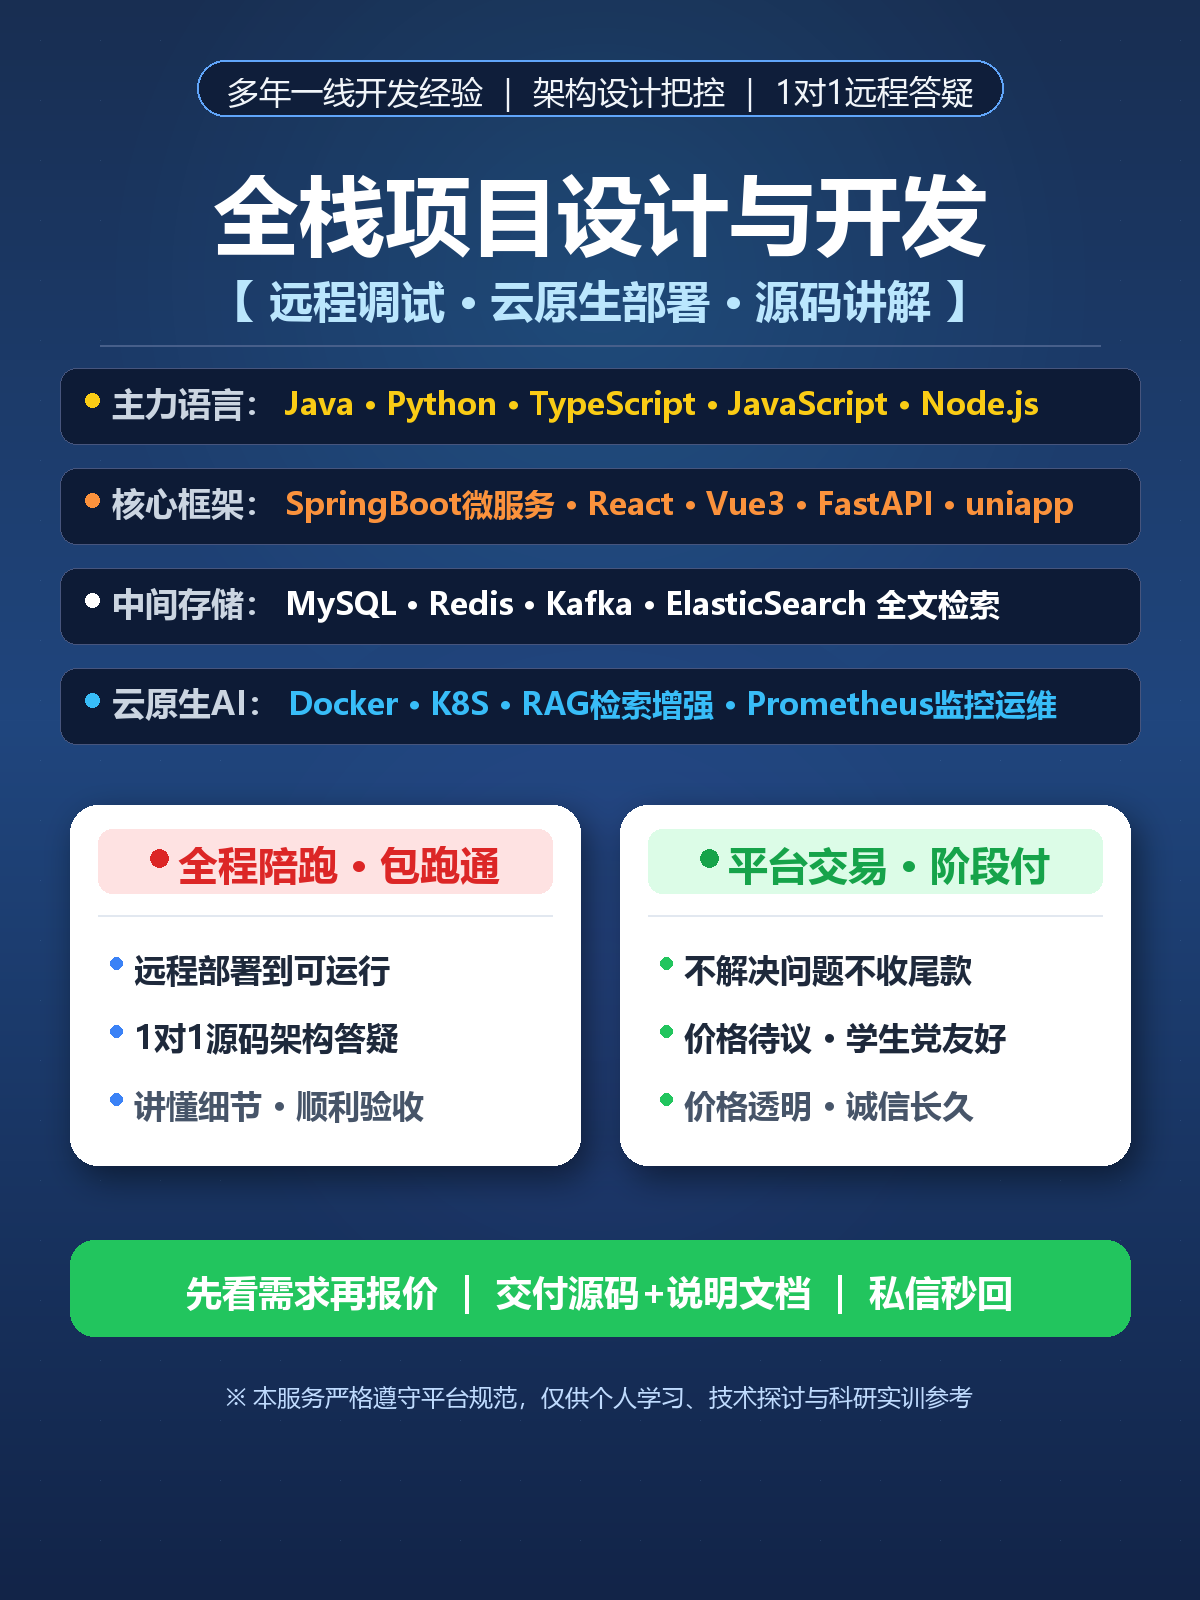 多年一线开发经验 | 架构设计把控 | 1对1远程答疑
全栈项目设计与开发
【 远程调试 • 云原生部署 • 源码讲解 】
主力语言： Java • Python • TypeScript • JavaScript • Node.js
核心框架： SpringBoot微服务 • React • Vue3 • FastAPI • uniapp
中间存储： MySQL • Redis • Kafka • ElasticSearch 全文检索
云原生AI： Docker • K8S • RAG检索增强 • Prometheus监控运维
全程陪跑 • 包跑通
远程部署到可运行
1对1源码架构答疑
讲懂细节 • 顺利验收
平台交易 • 阶段付
不解决问题不收尾款
价格待议 • 学生党友好
价格透明 • 诚信长久
先看需求再报价 | 交付源码+说明文档 | 私信秒回
※ 本服务严格遵守平台规范，仅供个人学习、技术探讨与科研实训参考